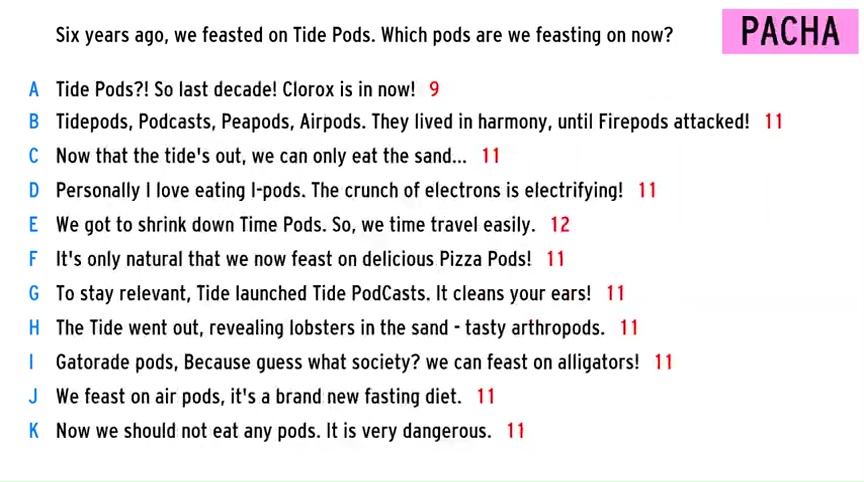 Six years ago, we feasted on Tide Pods. Which pods are we feasting on now?
PACHA
A Tide Pods?! So last decade! Clorox is in now! 9
B Tidepods, Podcasts, Peapods, Airpods. They lived in harmony, until Firepods attacked! 11
C Now that the tide's out, we can only eat the sand... 11
D Personally I love eating I-pods. The crunch of electrons is electrifying! 11
E We got to shrink down Time Pods. So, we time travel easily. 12
F It's only natural that we now feast on delicious Pizza Pods! 11
G To stay relevant, Tide launched Tide PodCasts. It cleans your ears! 11
H The Tide went out, revealing lobsters in the sand - tasty arthropods. 11
I Gatorade pods, Because guess what society? we can feast on alligators! 11
J We feast on air pods, it's a brand new fasting diet. 11
K Now we should not eat any pods. It is very dangerous. 11